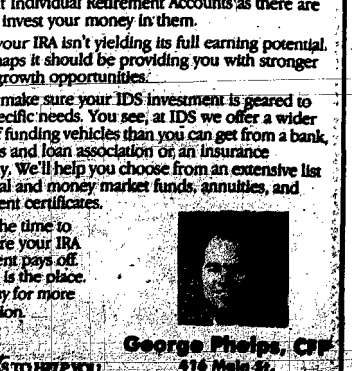 Individual Retirement Accounts as there are
invest your money in them.
your IRA isn't yielding its full earning potential.
haps it should be providing you with stronger
growth opportunities.
make sure your IDS investment is geared to
ecific needs. You see, at IDS we offer a wider
f funding vehicles than you can get from a bank,
s and loan association or an insurance
y. We'll help you choose from an extensive list
al and money market funds, annuities, and
ent certificates.
he time to
re your IRA
ent pays off.
is the place.
y for more
ion.
George Phelps, CFP
416 Main St.
TO HELP YOU